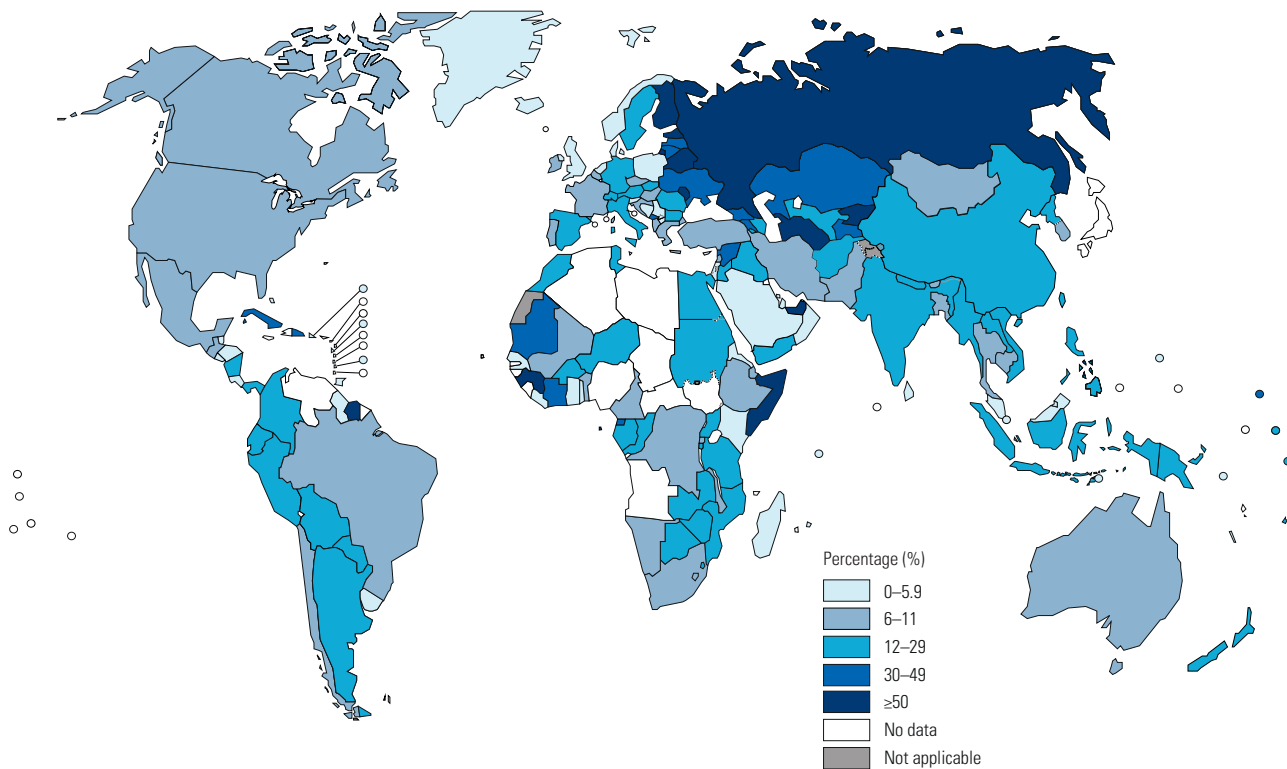 Percentage (%)
0–5.9
6–11
12–29
30–49
≥50
No data
Not applicable